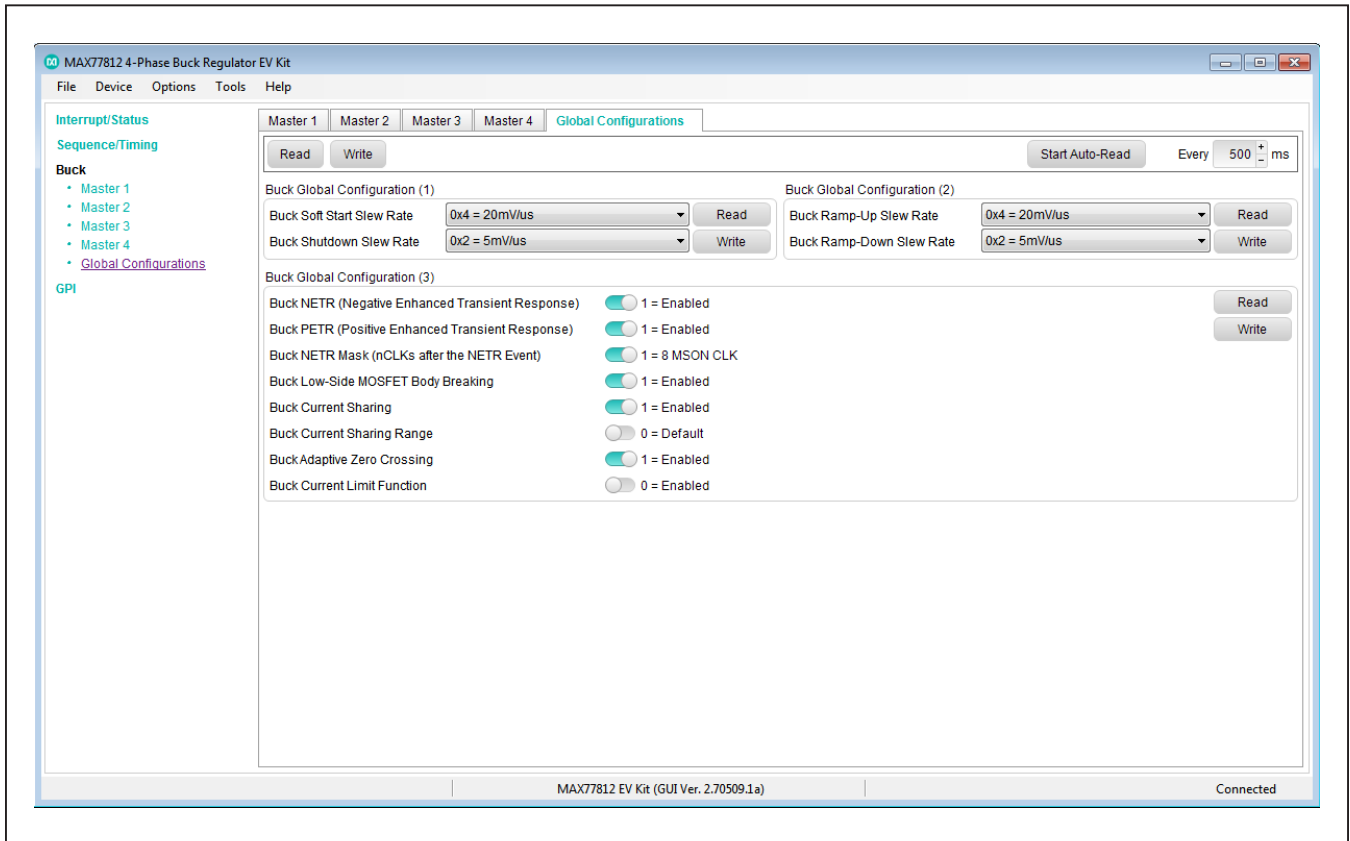 MAX77812 4-Phase Buck Regulator EV Kit
File Device Options Tools Help
Interrupt/Status
Sequence/Timing
Buck
• Master 1
• Master 2
• Master 3
• Master 4
• Global Configurations
GPI
Master 1 Master 2 Master 3 Master 4 Global Configurations
Read Write Start Auto-Read Every 500 + - ms
Buck Global Configuration (1)
Buck Soft Start Slew Rate 0x4 = 20mV/us Read
Buck Shutdown Slew Rate 0x2 = 5mV/us Write
Buck Global Configuration (2)
Buck Ramp-Up Slew Rate 0x4 = 20mV/us Read
Buck Ramp-Down Slew Rate 0x2 = 5mV/us Write
Buck Global Configuration (3)
Buck NETR (Negative Enhanced Transient Response) 1 = Enabled Read
Buck PETR (Positive Enhanced Transient Response) 1 = Enabled Write
Buck NETR Mask (nCLKs after the NETR Event) 1 = 8 MSON CLK
Buck Low-Side MOSFET Body Breaking 1 = Enabled
Buck Current Sharing 1 = Enabled
Buck Current Sharing Range 0 = Default
Buck Adaptive Zero Crossing 1 = Enabled
Buck Current Limit Function 0 = Enabled
MAX77812 EV Kit (GUI Ver. 2.70509.1a) Connected